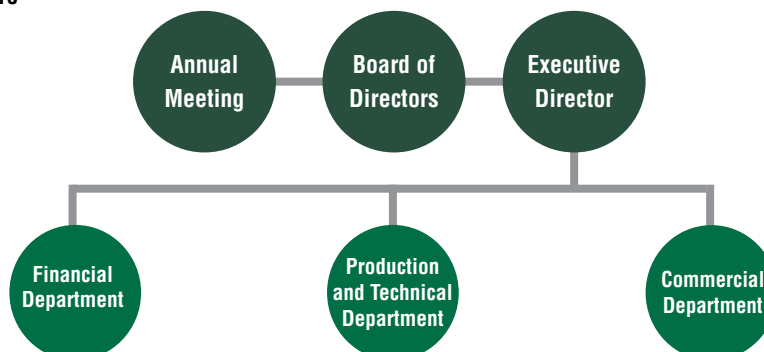 Annual
Meeting
Board of
Directors
Executive
Director
Financial
Department
Production
and Technical
Department
Commercial
Department